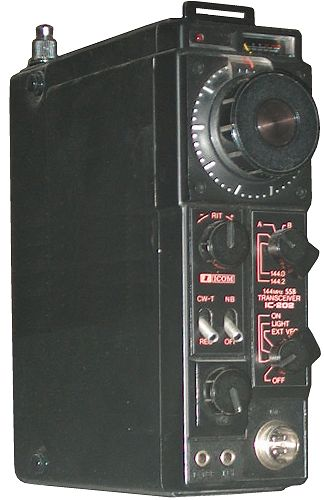 RIT
A B
ICOM
144.0
144.2
144MHz SSB
TRANSCEIVER
IC-202
CW-T NB
ON
LIGHT
EXT VFO
REC OFF
OFF